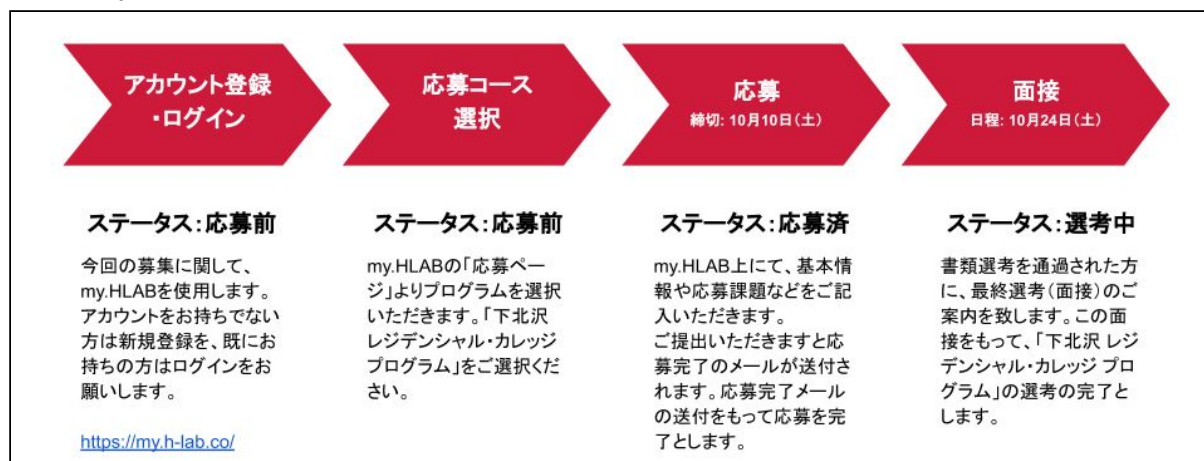 アカウント登録
・ログイン
応募コース
選択
応募
締切: 10月10日(土)
面接
日程: 10月24日(土)
ステータス:応募前
今回の募集に関して、
my.HLABを使用します。
アカウントをお持ちでない
方は新規登録を、既にお
持ちの方はログインをお
願いします。
https://my.h-lab.co/
ステータス:応募前
my.HLABの「応募ペー
ジ」よりプログラムを選択
いただきます。「下北沢
レジデンシャル・カレッジ
プログラム」をご選択くだ
さい。
ステータス:応募済
my.HLAB上にて、基本情
報や応募課題などをご記
入いただきます。
ご提出いただきますと応
募完了のメールが送付さ
れます。応募完了メール
の送付をもって応募を完
了とします。
ステータス:選考中
書類選考を通過された方
に、最終選考(面接)のご
案内を致します。この面
接をもって、「下北沢 レジ
デンシャル・カレッジ プロ
グラム」の選考の完了と
します。